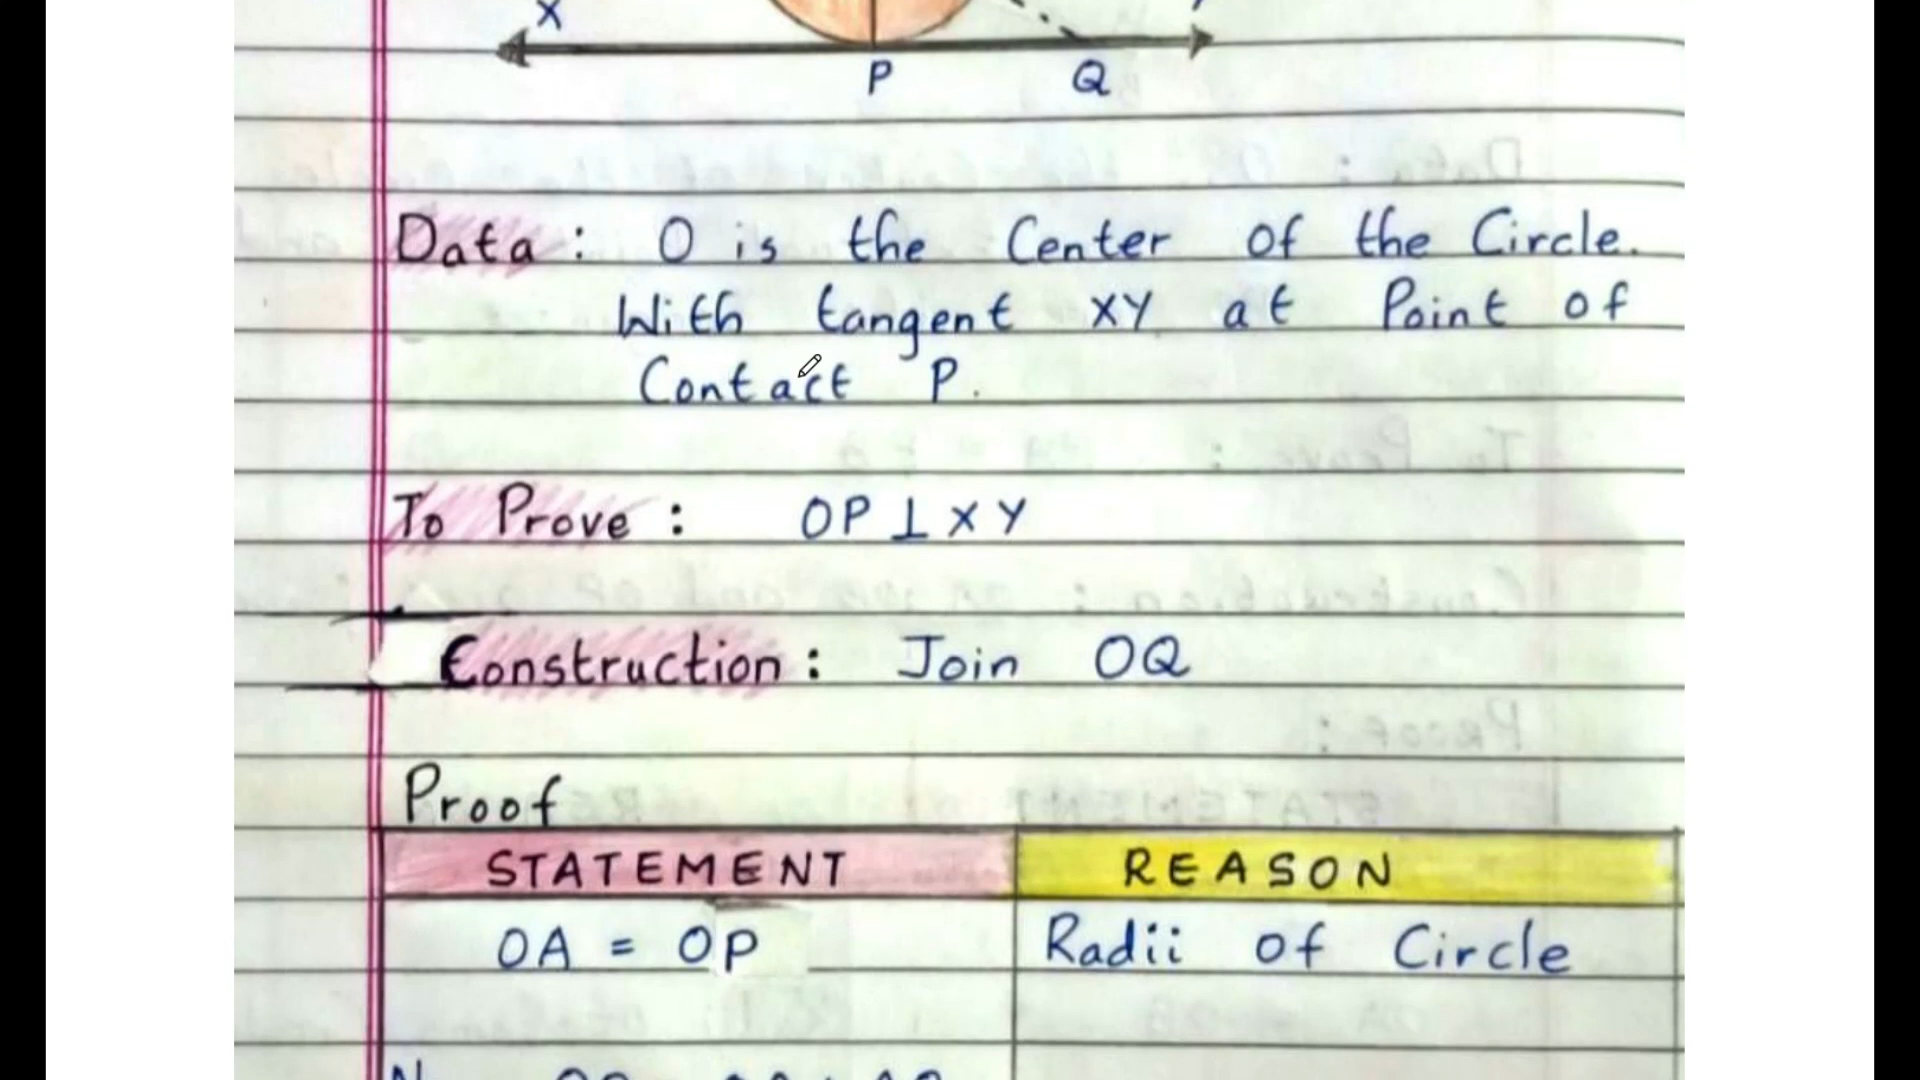 X
P Q
Data : O is the Center of the Circle.
With tangent XY at Point of
Contact P.
To Prove : OP ⊥ XY
Construction : Join OQ
Proof
STATEMENT REASON
OA = OP Radii of Circle